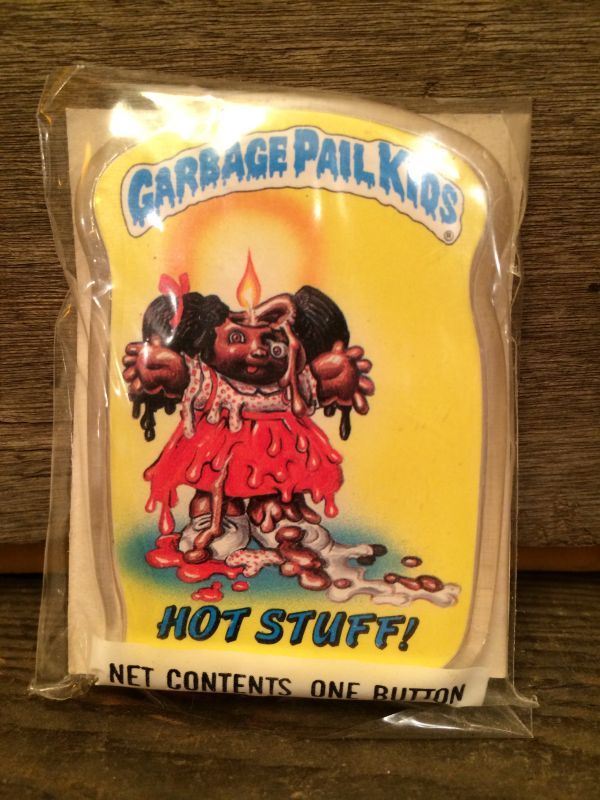 GARBAGE PAIL KIDS®
HOT STUFF!
NET CONTENTS ONE BUTTON